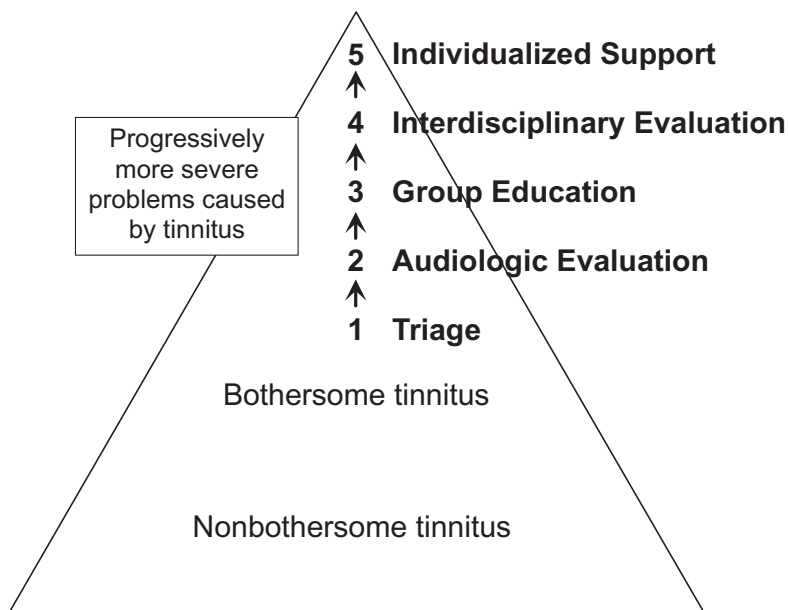 5 Individualized Support
4 Interdisciplinary Evaluation
Progressively
more severe
problems caused
by tinnitus
3 Group Education
2 Audiologic Evaluation
1 Triage
Bothersome tinnitus
Nonbothersome tinnitus